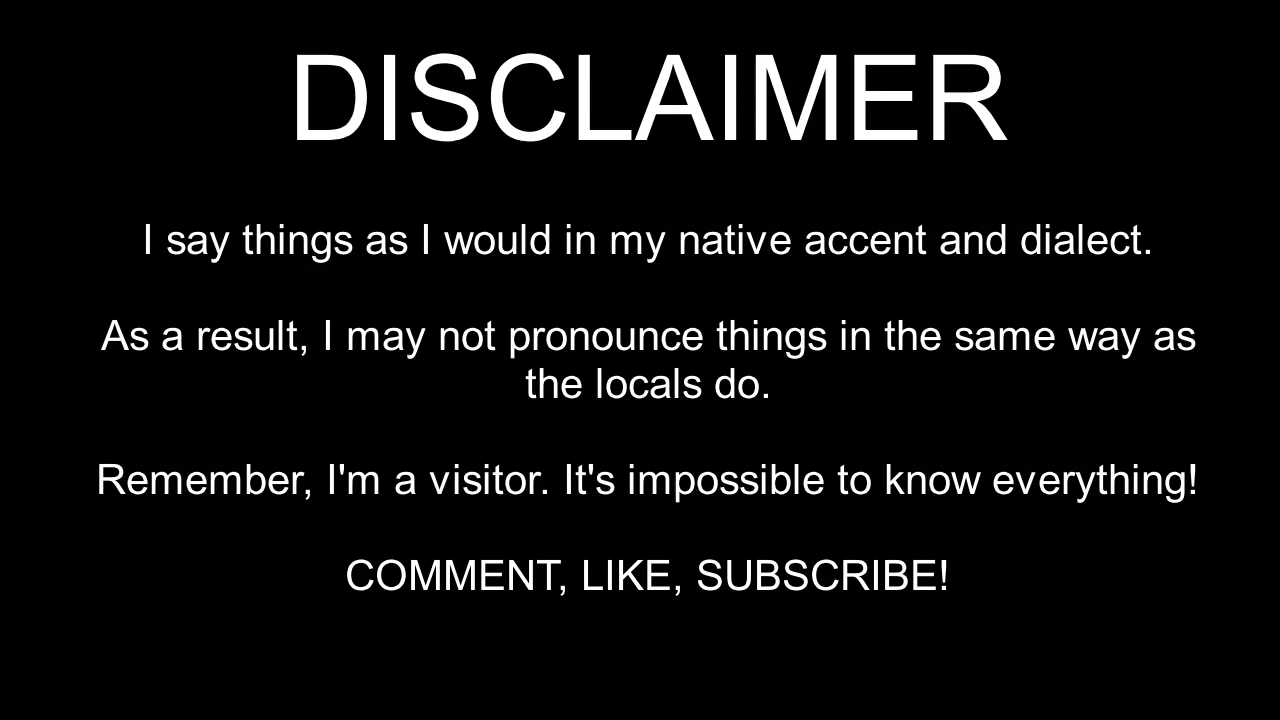 DISCLAIMER
I say things as I would in my native accent and dialect.
As a result, I may not pronounce things in the same way as
the locals do.
Remember, I'm a visitor. It's impossible to know everything!
COMMENT, LIKE, SUBSCRIBE!